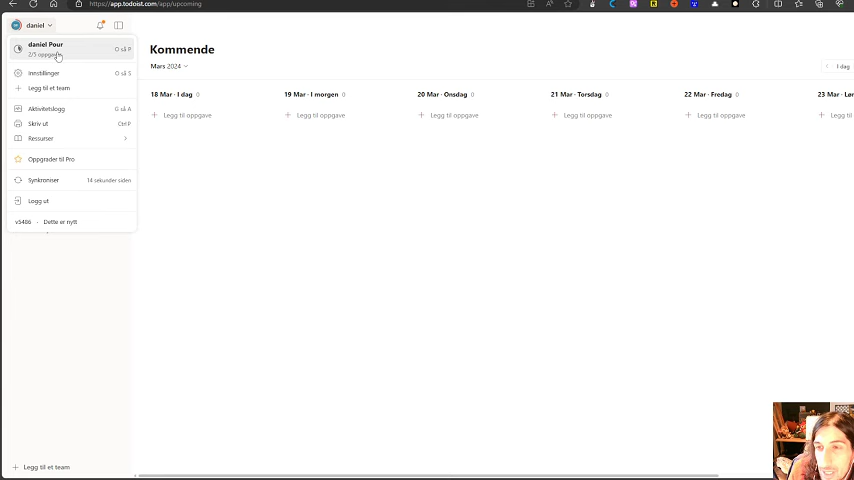 https://app.todoist.com/app/upcoming
daniel
daniel Pour
O så P
2/5 oppgaver
Innstillinger
O så S
Legg til et team
Aktivitetslogg
G så A
Skriv ut
Ctrl P
Ressurser
Oppgrader til Pro
Synkroniser
14 sekunder siden
Logg ut
v5486 · Dette er nytt
Legg til et team
Kommende
Mars 2024
I dag
18 Mar · I dag 0
19 Mar · I morgen 0
20 Mar · Onsdag 0
21 Mar · Torsdag 0
22 Mar · Fredag 0
23 Mar · Lør
Legg til oppgave
Legg til oppgave
Legg til oppgave
Legg til oppgave
Legg til oppgave
Legg til